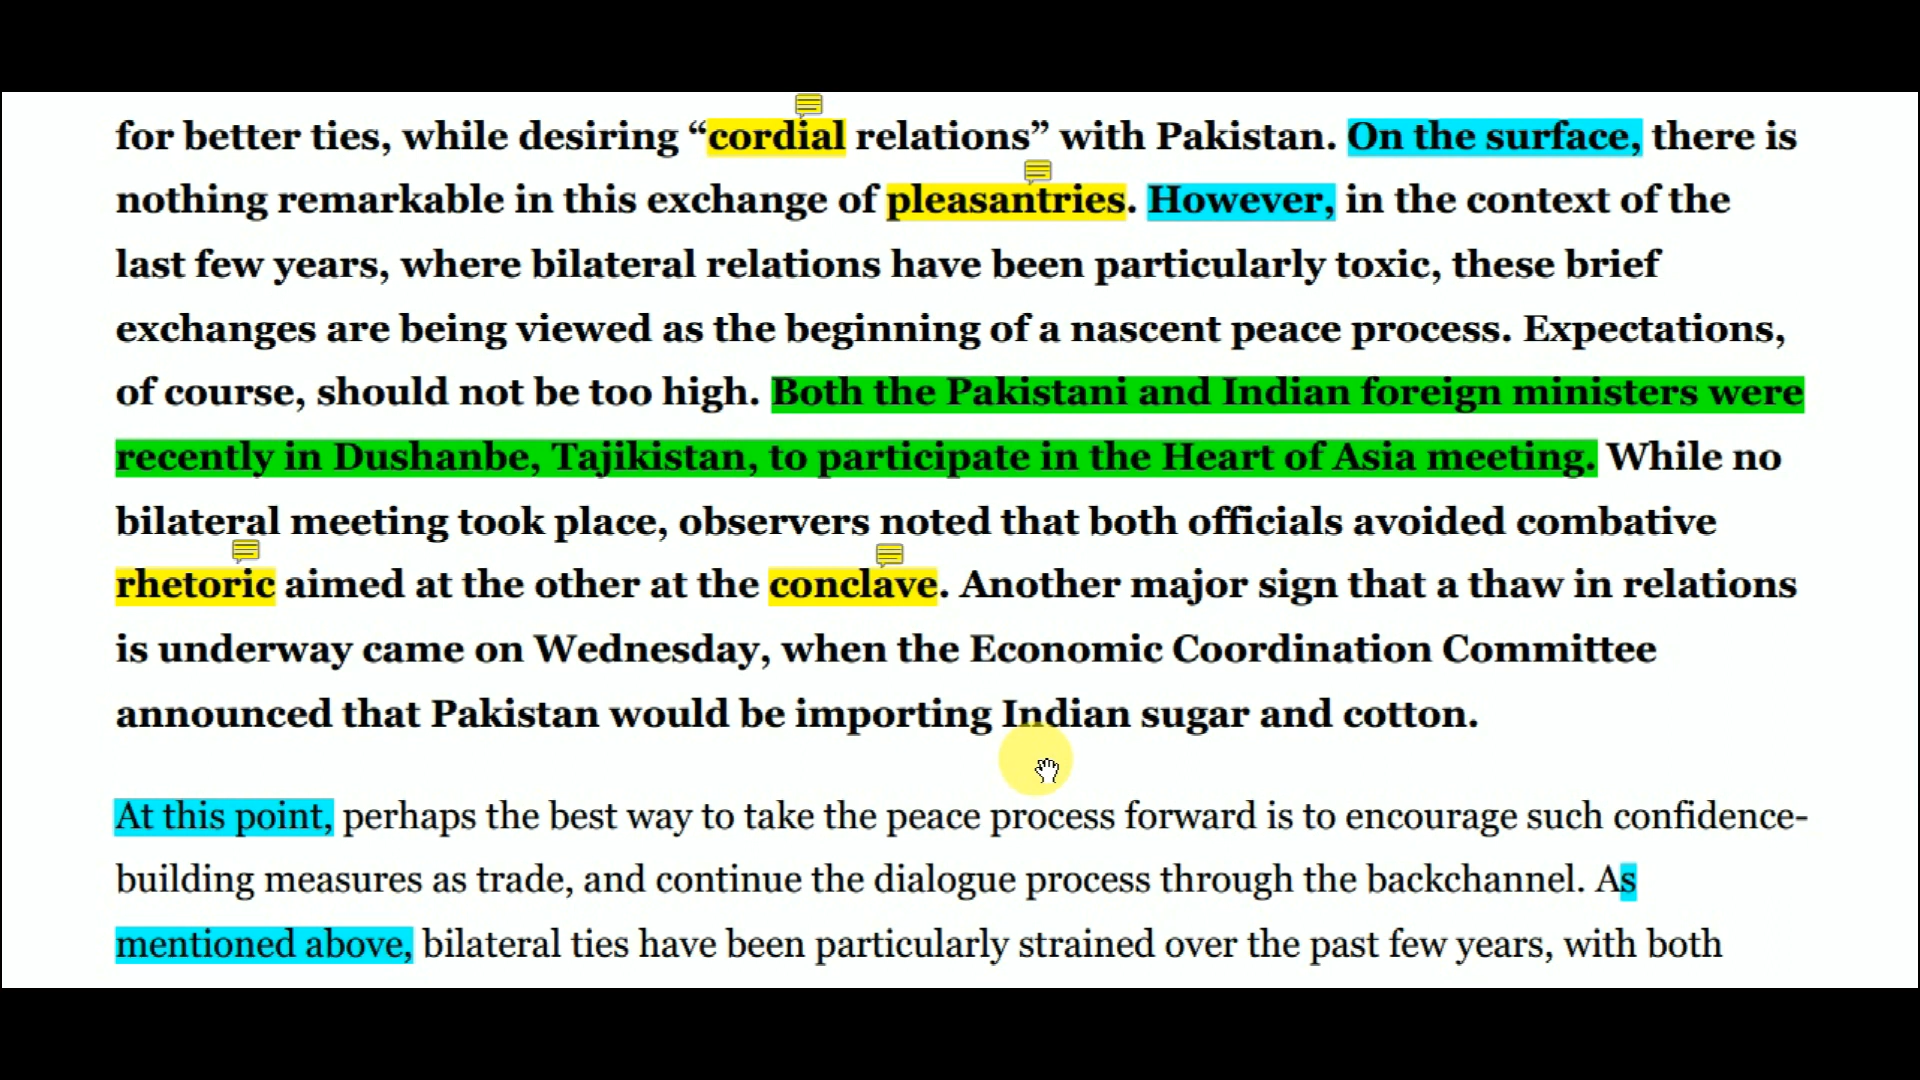 for better ties, while desiring “cordial relations” with Pakistan. On the surface, there is
nothing remarkable in this exchange of pleasantries. However, in the context of the
last few years, where bilateral relations have been particularly toxic, these brief
exchanges are being viewed as the beginning of a nascent peace process. Expectations,
of course, should not be too high. Both the Pakistani and Indian foreign ministers were
recently in Dushanbe, Tajikistan, to participate in the Heart of Asia meeting. While no
bilateral meeting took place, observers noted that both officials avoided combative
rhetoric aimed at the other at the conclave. Another major sign that a thaw in relations
is underway came on Wednesday, when the Economic Coordination Committee
announced that Pakistan would be importing Indian sugar and cotton.
At this point, perhaps the best way to take the peace process forward is to encourage such confidence-
building measures as trade, and continue the dialogue process through the backchannel. As
mentioned above, bilateral ties have been particularly strained over the past few years, with both